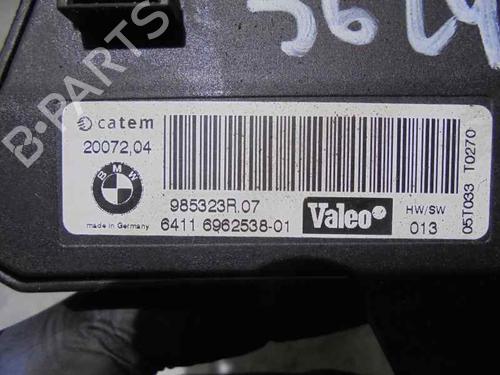 catem
20072,04
BMW
985323R.07
made in Germany
6411 6962538-01
Valeo
HW/SW
013
05T033 T0270
B-PARTS